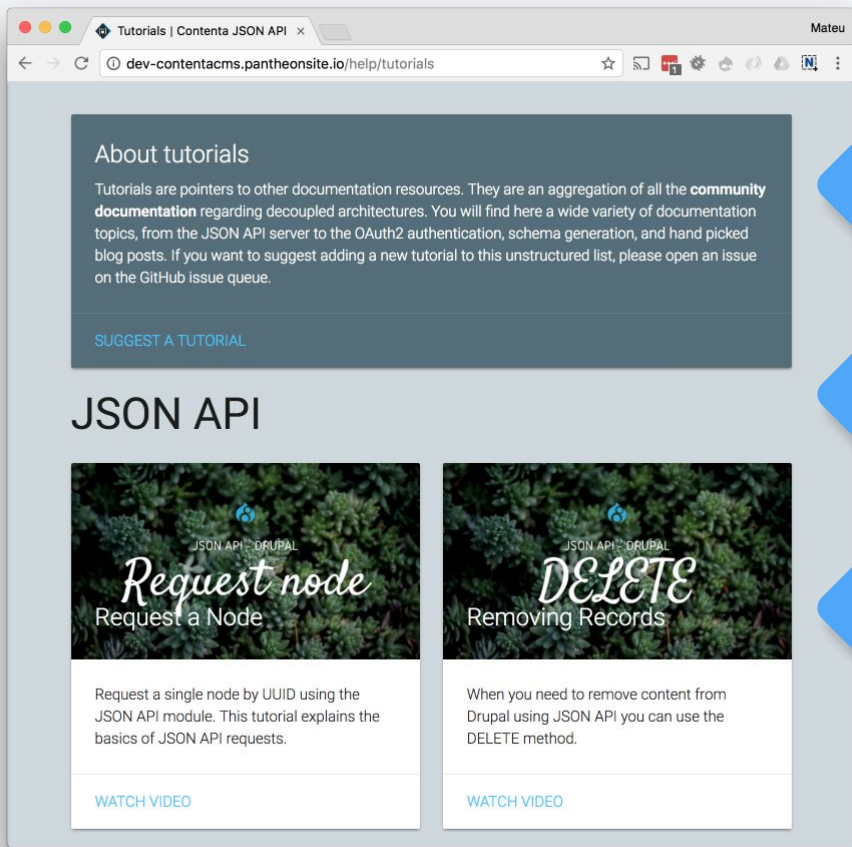 Tutorials | Contenta JSON API
Mateu
dev-contentacms.pantheonsite.io/help/tutorials
1
N
About tutorials
Tutorials are pointers to other documentation resources. They are an aggregation of all the community
documentation regarding decoupled architectures. You will find here a wide variety of documentation
topics, from the JSON API server to the OAuth2 authentication, schema generation, and hand picked
blog posts. If you want to suggest adding a new tutorial to this unstructured list, please open an issue
on the GitHub issue queue.
SUGGEST A TUTORIAL
JSON API
JSON API - DRUPAL
Request node
Request a Node
Request a single node by UUID using the
JSON API module. This tutorial explains the
basics of JSON API requests.
WATCH VIDEO
JSON API - DRUPAL
DELETE
Removing Records
When you need to remove content from
Drupal using JSON API you can use the
DELETE method.
WATCH VIDEO